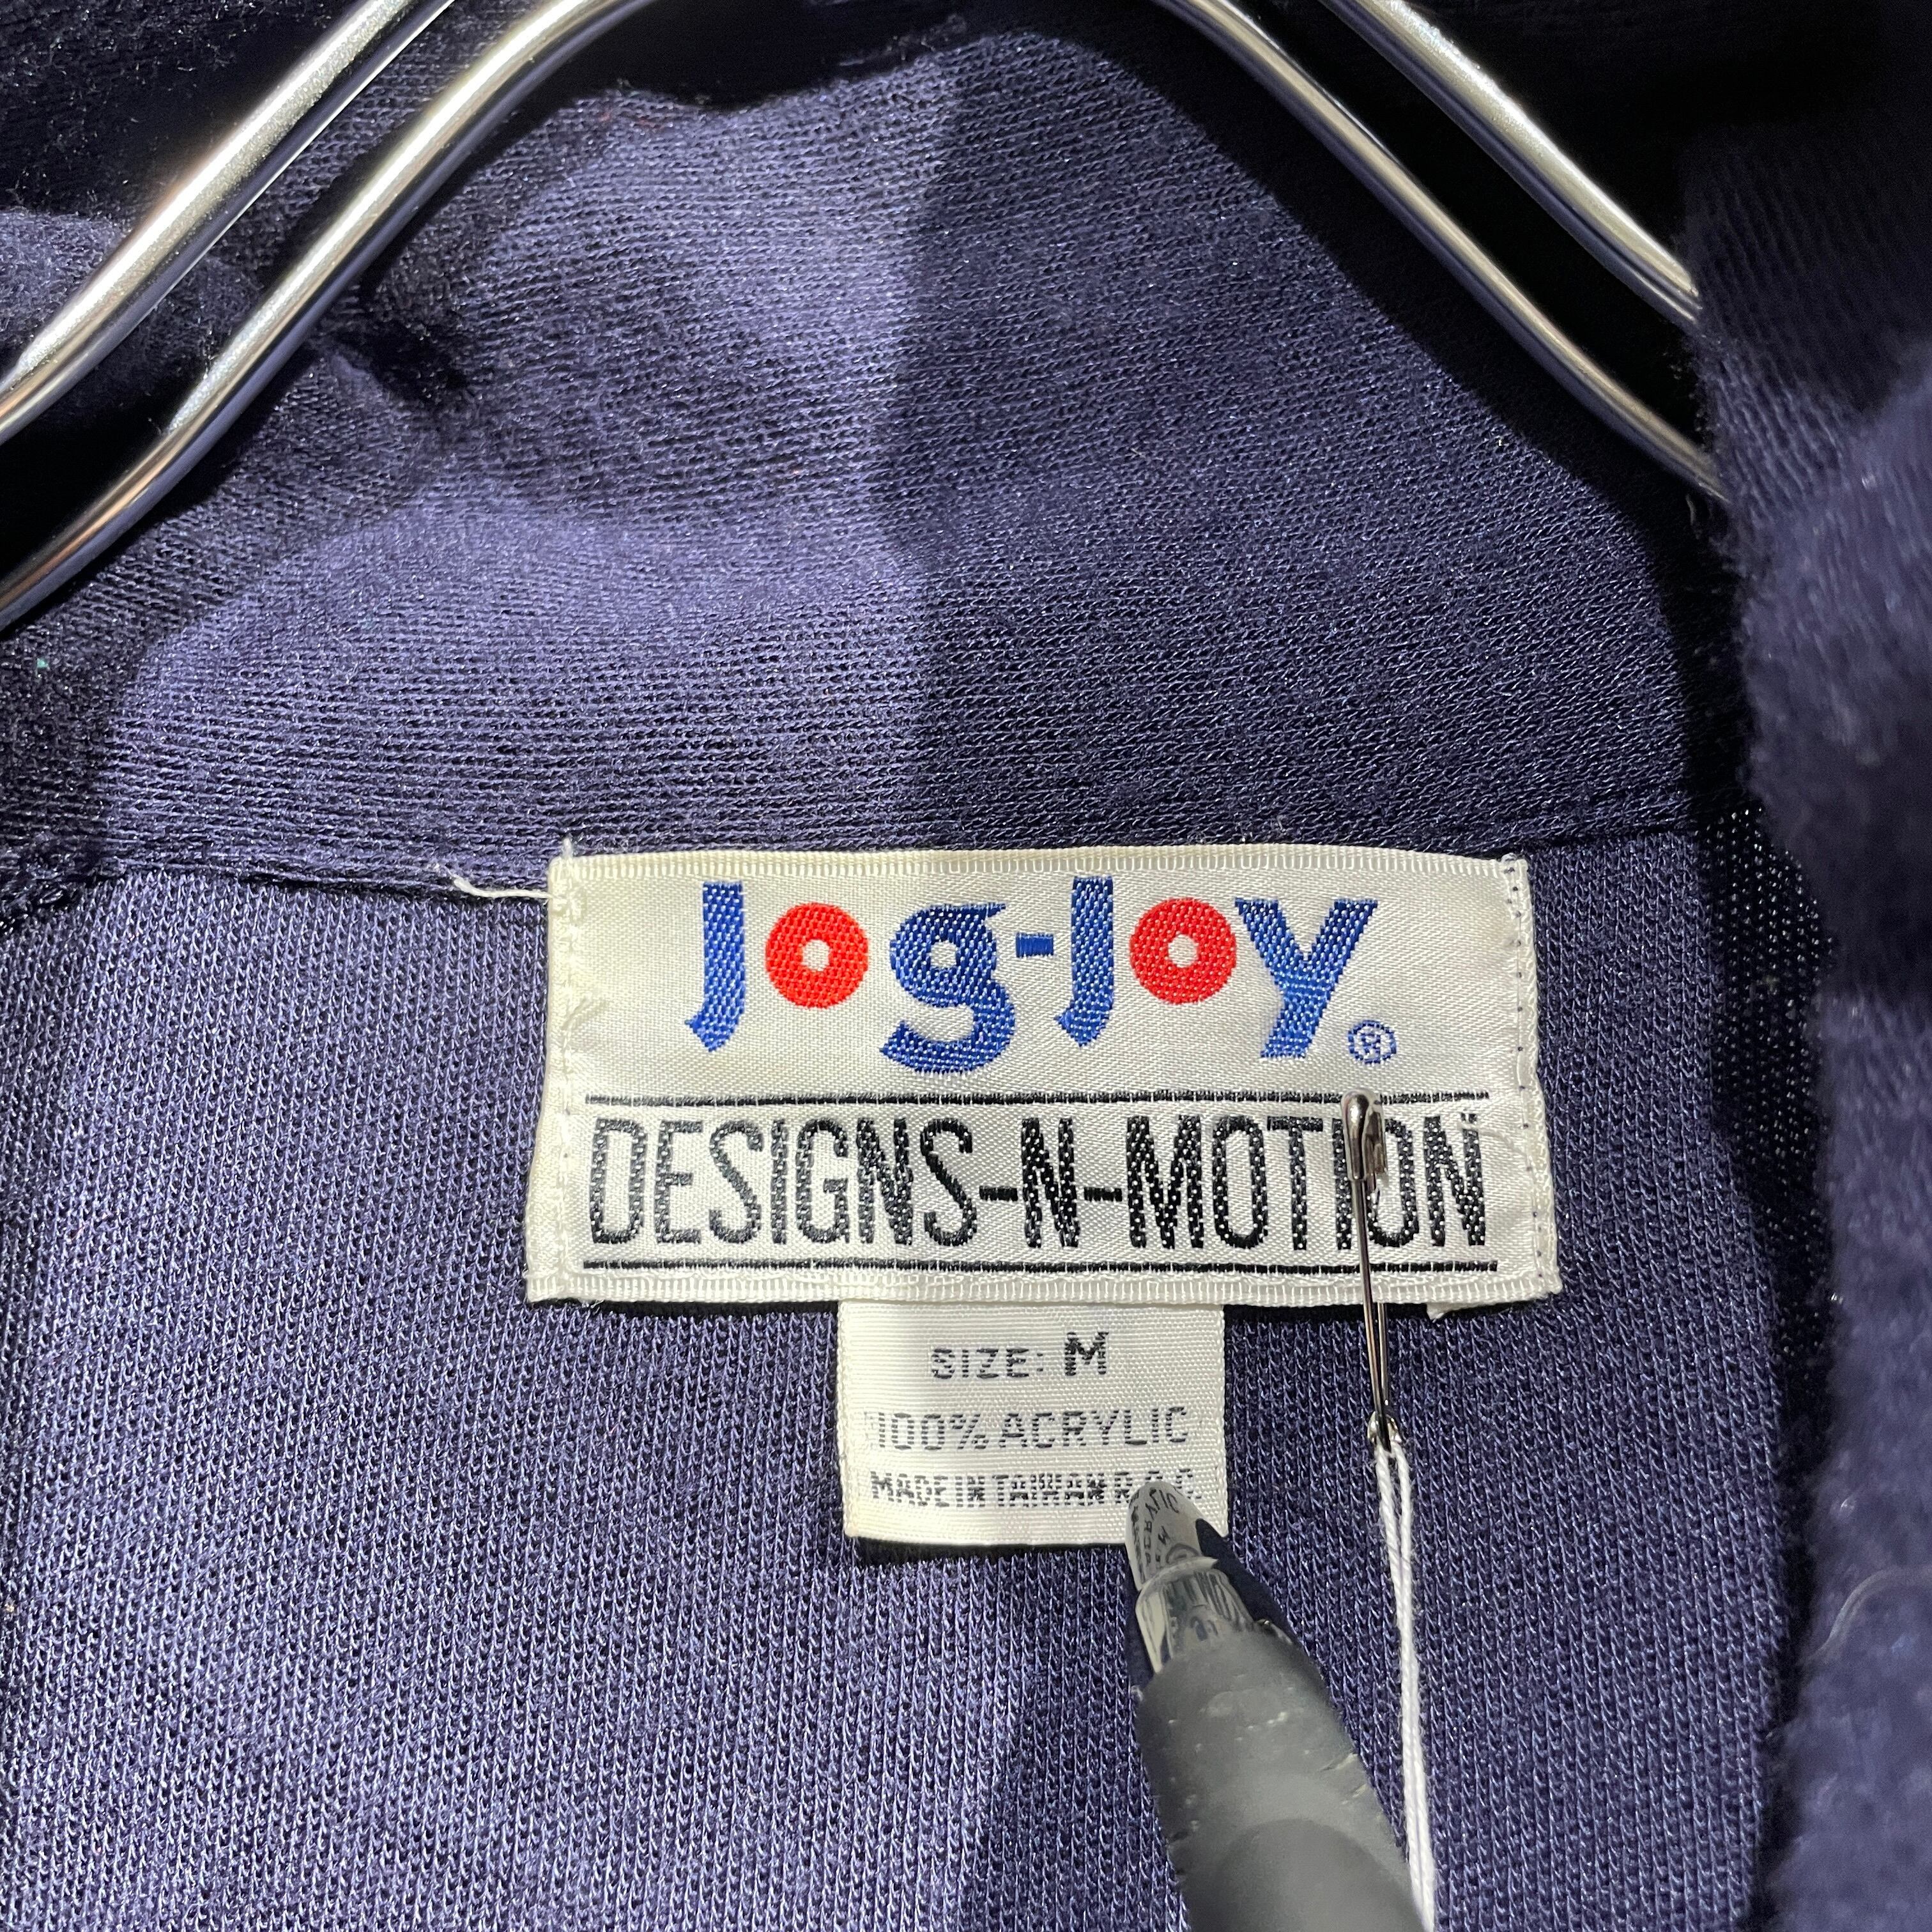 Jog-Joy®
DESIGNS-N-MOTION
SIZE: M
100% ACRYLIC
MADE IN TAIWAN R.O.C.